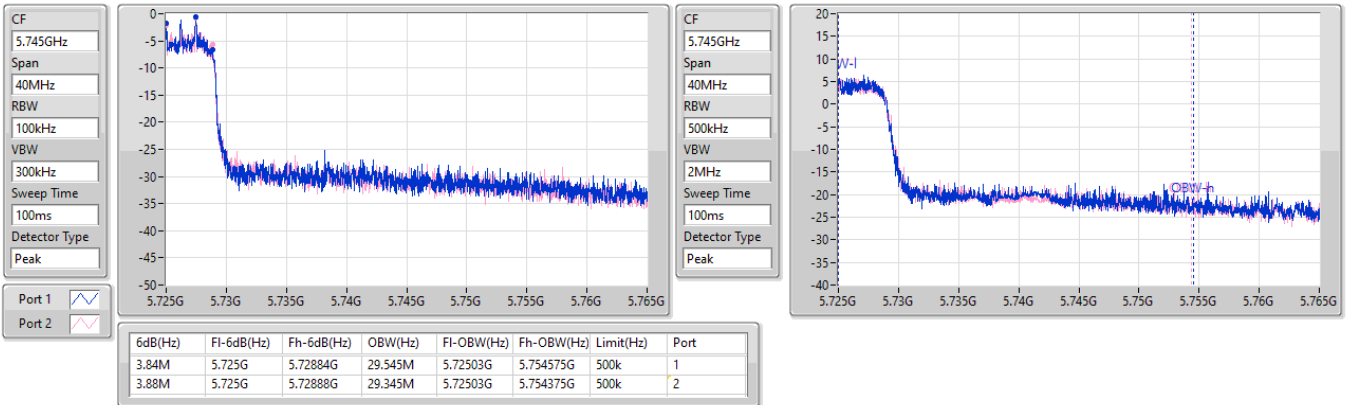 CF
5.745GHz
Span
40MHz
RBW
100kHz
VBW
300kHz
Sweep Time
100ms
Detector Type
Peak
Port 1
Port 2
0
-5
-10
-15
-20
-25
-30
-35
-40
-45
-50
5.725G 5.73G 5.735G 5.74G 5.745G 5.75G 5.755G 5.76G 5.765G
CF
5.745GHz
Span
40MHz
RBW
500kHz
VBW
2MHz
Sweep Time
100ms
Detector Type
Peak
20
15
10
5
0
-5
-10
-15
-20
-25
-30
-35
-40
W-l
OBW-h
5.725G 5.73G 5.735G 5.74G 5.745G 5.75G 5.755G 5.76G 5.765G
6dB(Hz) Fl-6dB(Hz) Fh-6dB(Hz) OBW(Hz) Fl-OBW(Hz) Fh-OBW(Hz) Limit(Hz) Port
3.84M 5.725G 5.72884G 29.545M 5.72503G 5.754575G 500k 1
3.88M 5.725G 5.72888G 29.345M 5.72503G 5.754375G 500k 2